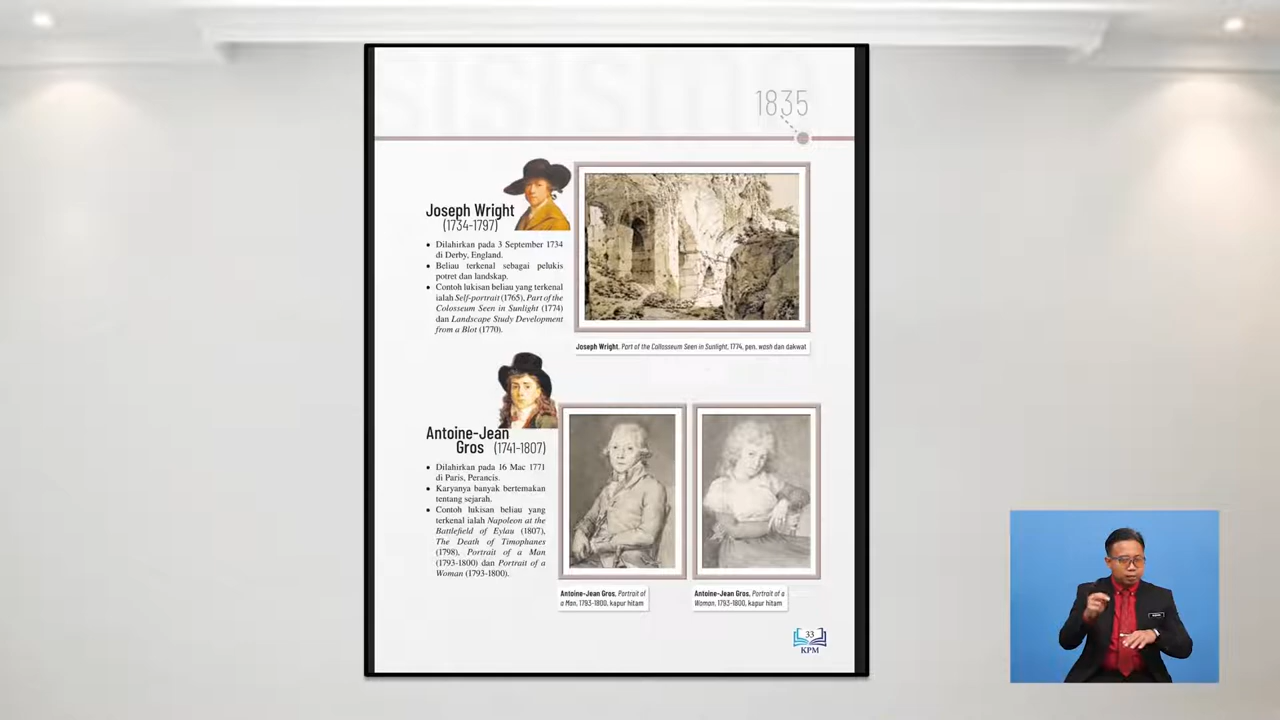 1835
Joseph Wright
(1734-1797)
• Dilahirkan pada 3 September 1734
di Derby, England.
• Beliau terkenal sebagai pelukis
potret dan landskap.
• Contoh lukisan beliau yang terkenal
ialah Self-portrait (1765), Part of the
Colosseum Seen in Sunlight (1774)
dan Landscape Study Development
from a Blot (1770).
Joseph Wright, Part of the Collosseum Seen in Sunlight, 1774, pen, wash dan dakwat
Antoine-Jean
Gros (1741-1807)
• Dilahirkan pada 16 Mac 1771
di Paris, Perancis.
• Karyanya banyak bertemakan
tentang sejarah.
• Contoh lukisan beliau yang
terkenal ialah Napoleon at the
Battlefield of Eylau (1807),
The Death of Timophanes
(1798), Portrait of a Man
(1793-1800) dan Portrait of a
Woman (1793-1800).
Antoine-Jean Gros, Portrait of
a Man, 1793-1800, kapur hitam
Antoine-Jean Gros, Portrait of a
Woman, 1793-1800, kapur hitam
33
KPM